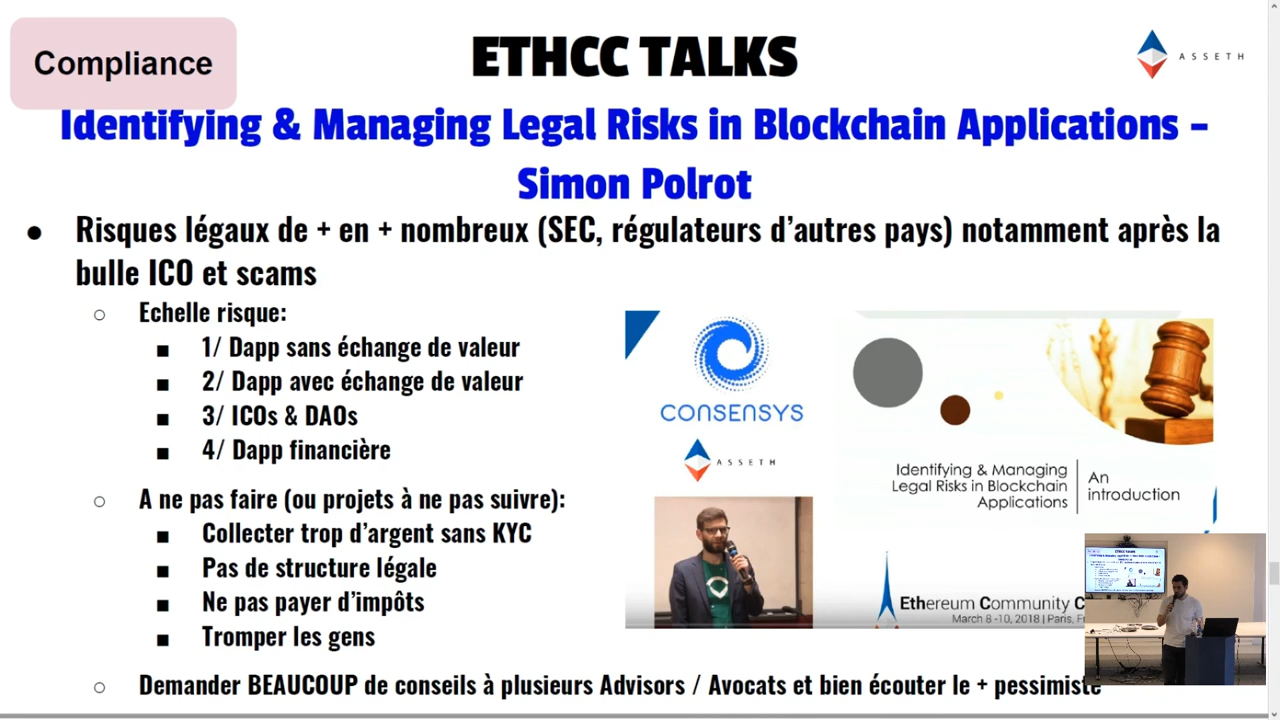 Compliance
ETHCC TALKS
ASSETH
Identifying & Managing Legal Risks in Blockchain Applications –
Simon Polrot
● Risques légaux de + en + nombreux (SEC, régulateurs d'autres pays) notamment après la
bulle ICO et scams
○ Echelle risque:
■ 1/ Dapp sans échange de valeur
■ 2/ Dapp avec échange de valeur
■ 3/ ICOs & DAOs
■ 4/ Dapp financière
○ A ne pas faire (ou projets à ne pas suivre):
■ Collecter trop d'argent sans KYC
■ Pas de structure légare
■ Ne pas payer d'impôts
■ Tromper les gens
○ Demander BEAUCOUP de conseils à plusieurs Advisors / Avocats et bien écouter le + pessimiste
CONSENSYS
ASSETH
Identifying & Managing
Legal Risks in Blockchain
Applications
An
introduction
Ethereum Community C
March 8 -10, 2018 | Paris,